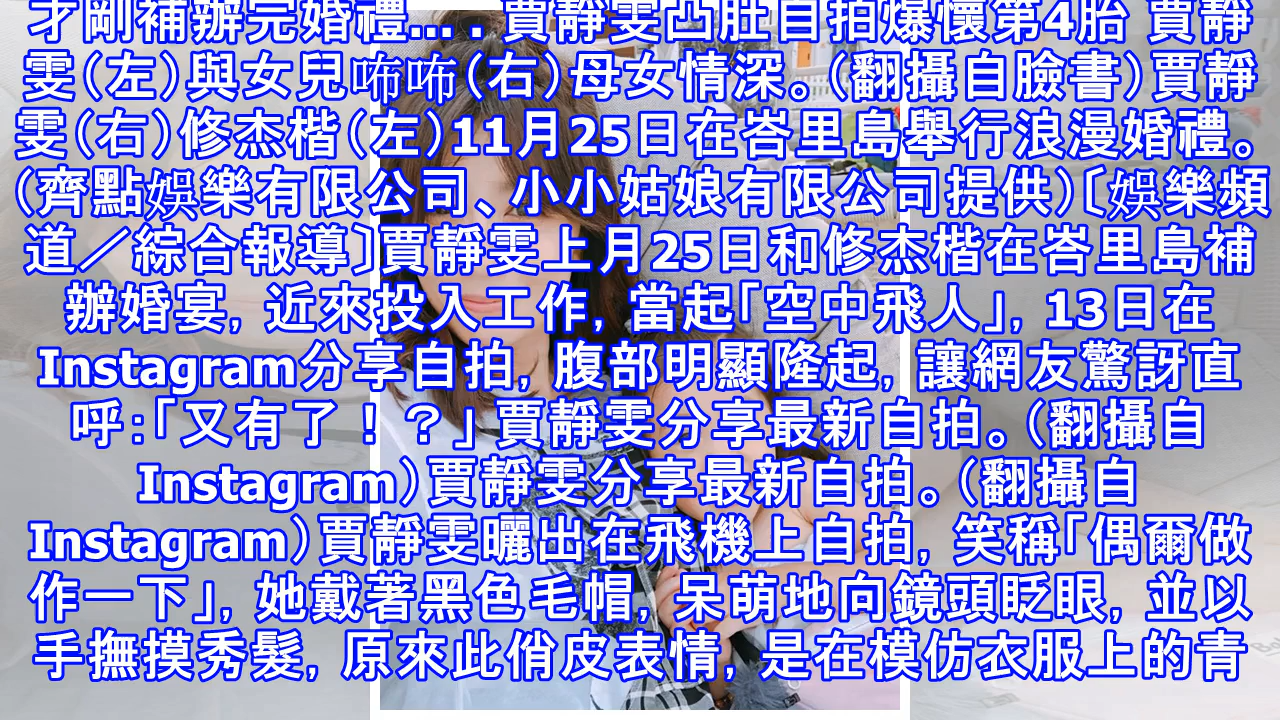 才剛補辦完婚禮... . 賈靜雯凸肚自拍爆懷第4胎 賈靜
雯(左)與女兒咘咘(右)母女情深。(翻攝自臉書)賈靜
雯(右)修杰楷(左)11月25日在峇里島舉行浪漫婚禮。
(齊點娛樂有限公司、小小姑娘有限公司提供)〔娛樂頻
道／綜合報導〕賈靜雯上月25日和修杰楷在峇里島補
辦婚宴, 近來投入工作, 當起「空中飛人」, 13日在
Instagram分享自拍, 腹部明顯隆起, 讓網友驚訝直
呼：「又有了！？」賈靜雯分享最新自拍。(翻攝自
Instagram)賈靜雯分享最新自拍。(翻攝自
Instagram)賈靜雯曬出在飛機上自拍, 笑稱「偶爾做
作一下」, 她戴著黑色毛帽, 呆萌地向鏡頭眨眼, 並以
手撫摸秀髮, 原來此俏皮表情, 是在模仿衣服上的青